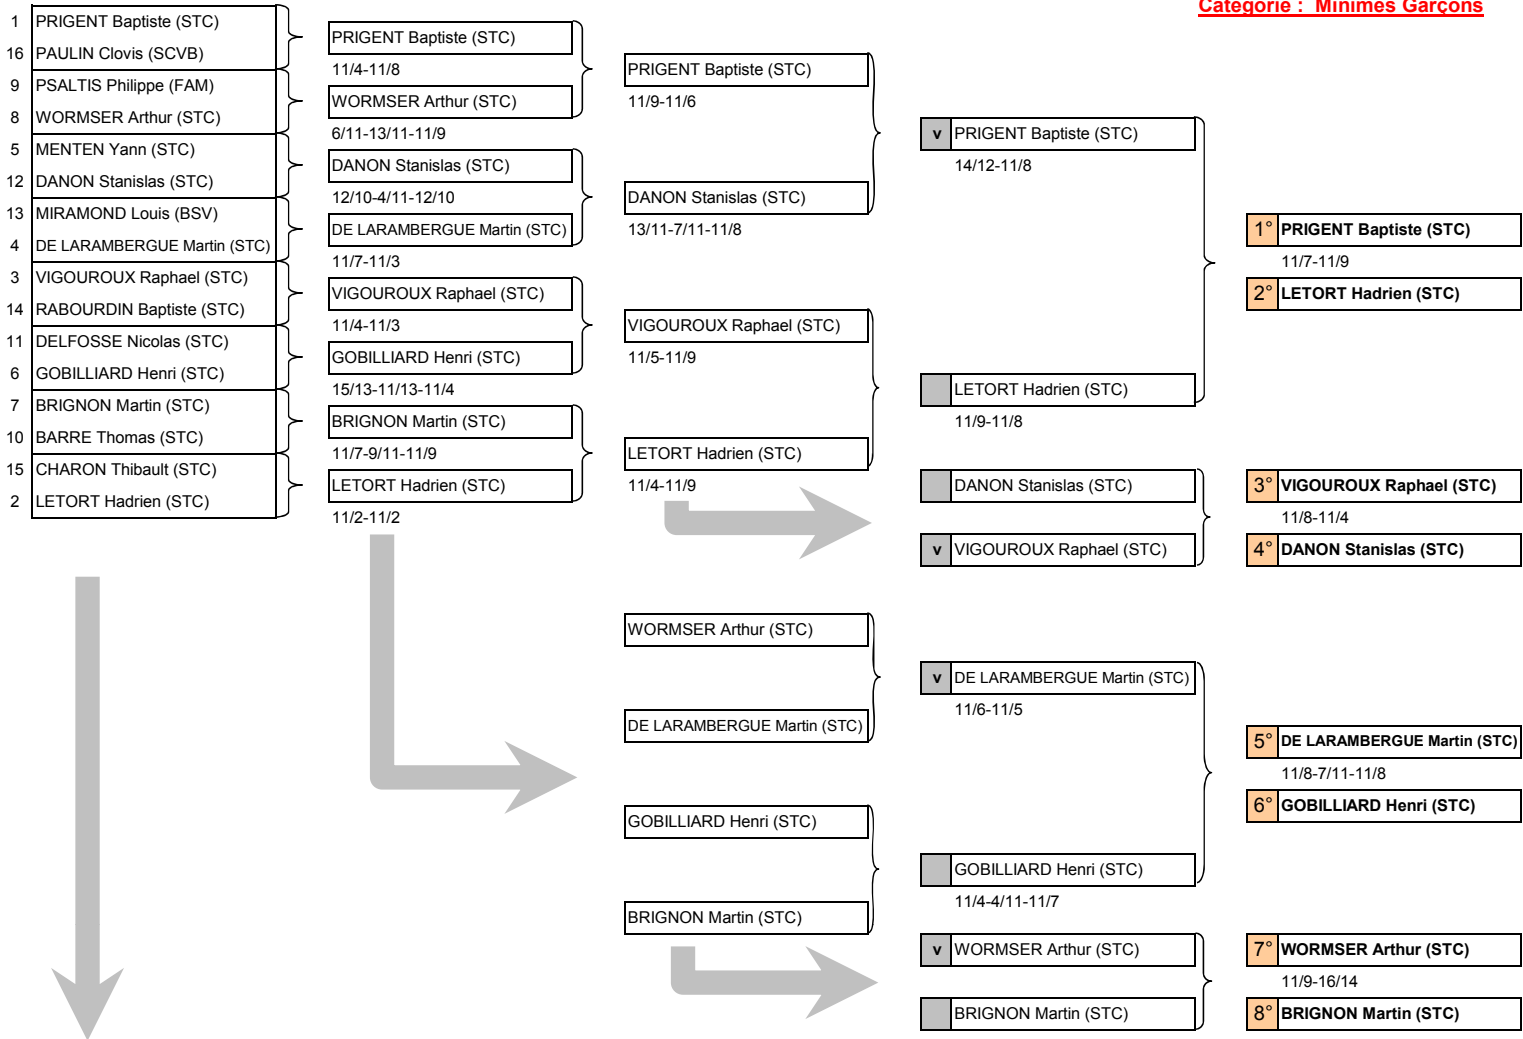 Catégorie : Minimes Garçons
1 PRIGENT Baptiste (STC)
16 PAULIN Clovis (SCVB)
9 PSALTIS Philippe (FAM)
8 WORMSER Arthur (STC)
5 MENTEN Yann (STC)
12 DANON Stanislas (STC)
13 MIRAMOND Louis (BSV)
4 DE LARAMBERGUE Martin (STC)
3 VIGOUROUX Raphael (STC)
14 RABOURDIN Baptiste (STC)
11 DELFOSSE Nicolas (STC)
6 GOBILLIARD Henri (STC)
7 BRIGNON Martin (STC)
10 BARRE Thomas (STC)
15 CHARON Thibault (STC)
2 LETORT Hadrien (STC)
PRIGENT Baptiste (STC)
11/4-11/8
WORMSER Arthur (STC)
6/11-13/11-11/9
DANON Stanislas (STC)
12/10-4/11-12/10
DE LARAMBERGUE Martin (STC)
11/7-11/3
VIGOUROUX Raphael (STC)
11/4-11/3
GOBILLIARD Henri (STC)
15/13-11/13-11/4
BRIGNON Martin (STC)
11/7-9/11-11/9
LETORT Hadrien (STC)
11/2-11/2
PRIGENT Baptiste (STC)
11/9-11/6
DANON Stanislas (STC)
13/11-7/11-11/8
VIGOUROUX Raphael (STC)
11/5-11/9
LETORT Hadrien (STC)
11/4-11/9
WORMSER Arthur (STC)
DE LARAMBERGUE Martin (STC)
GOBILLIARD Henri (STC)
BRIGNON Martin (STC)
v PRIGENT Baptiste (STC)
14/12-11/8
LETORT Hadrien (STC)
11/9-11/8
DANON Stanislas (STC)
v VIGOUROUX Raphael (STC)
v DE LARAMBERGUE Martin (STC)
11/6-11/5
GOBILLIARD Henri (STC)
11/4-4/11-11/7
v WORMSER Arthur (STC)
BRIGNON Martin (STC)
1° PRIGENT Baptiste (STC)
11/7-11/9
2° LETORT Hadrien (STC)
3° VIGOUROUX Raphael (STC)
11/8-11/4
4° DANON Stanislas (STC)
5° DE LARAMBERGUE Martin (STC)
11/8-7/11-11/8
6° GOBILLIARD Henri (STC)
7° WORMSER Arthur (STC)
11/9-16/14
8° BRIGNON Martin (STC)